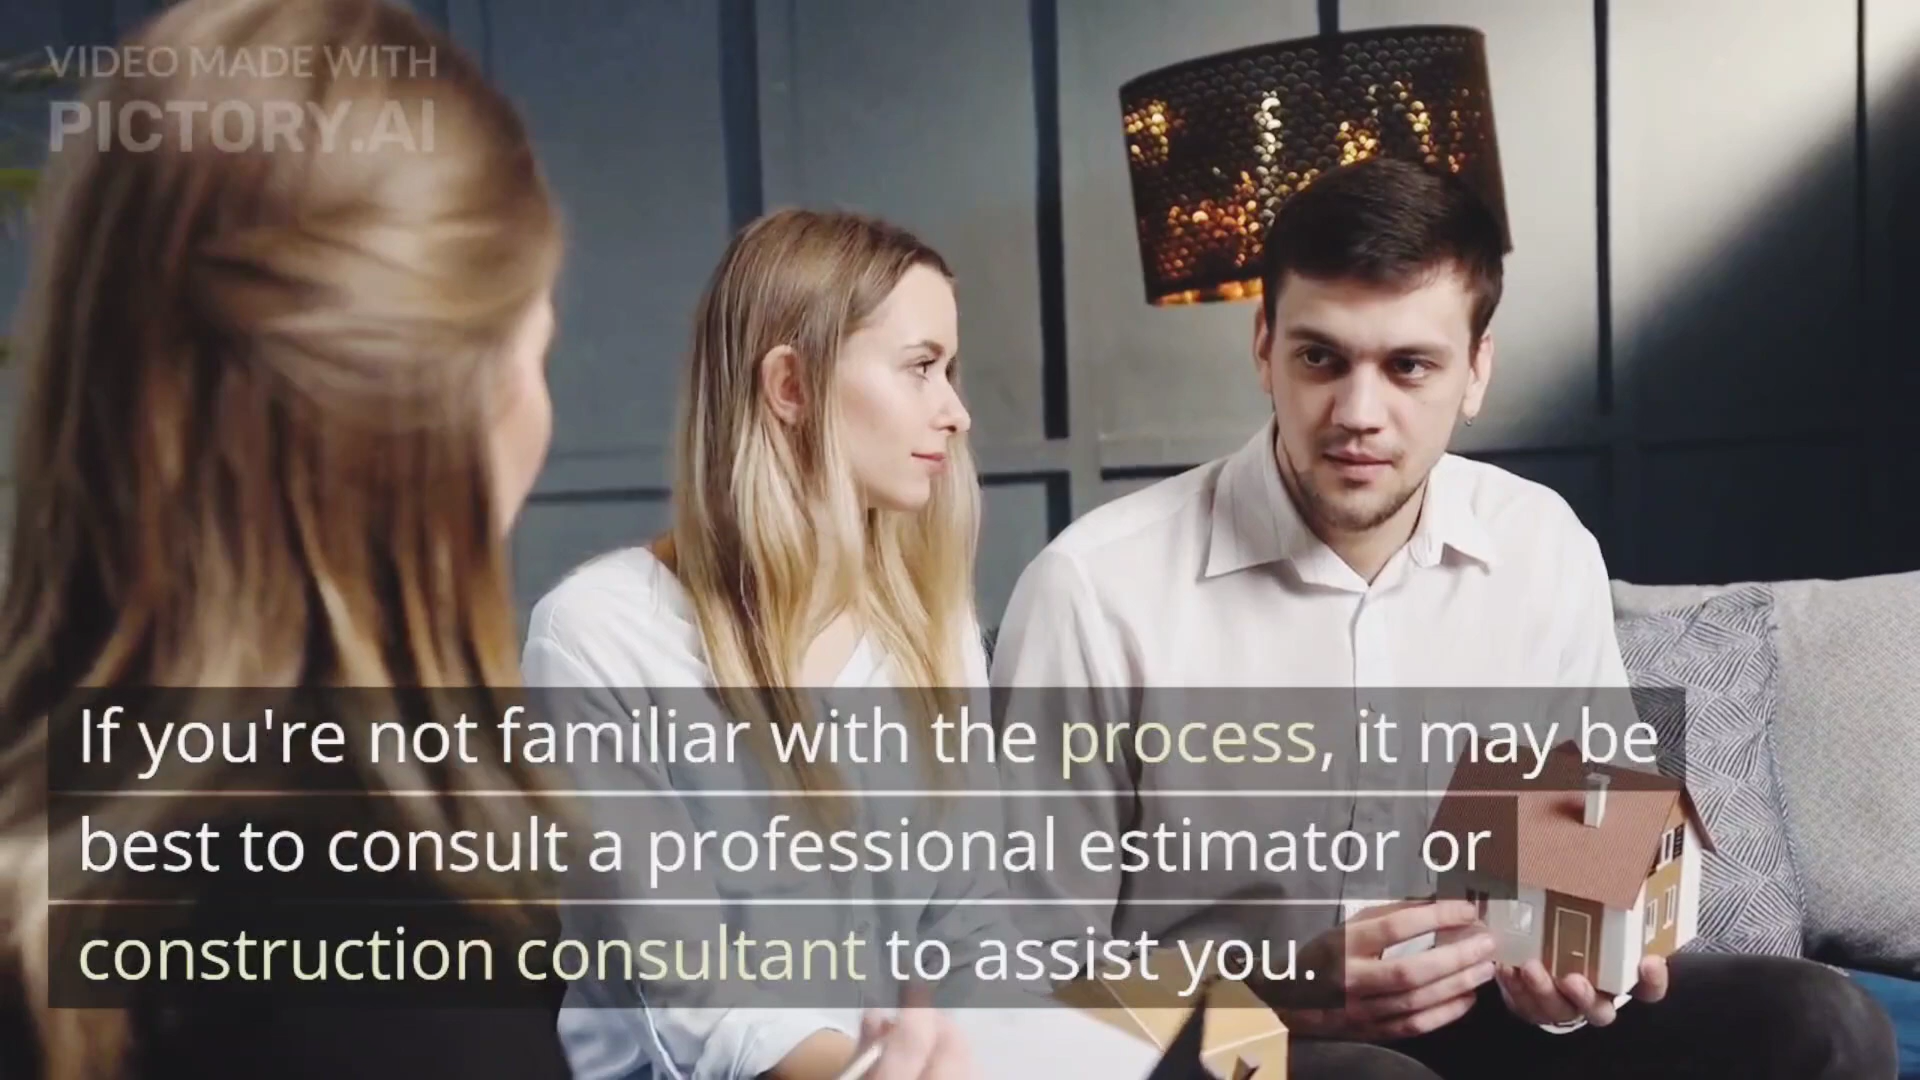 VIDEO MADE WITH
PICTORY.AI
If you're not familiar with the process, it may be
best to consult a professional estimator or
construction consultant to assist you.